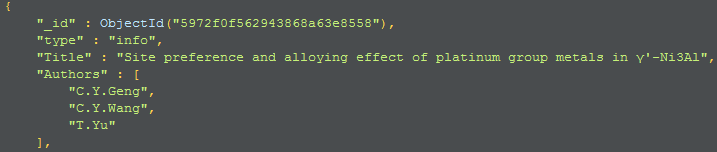 {
"_id" : ObjectId("5972f0f562943868a63e8558"),
"type" : "info",
"Title" : "Site preference and alloying effect of platinum group metals in γ'-Ni3Al",
"Authors" : [
"C.Y.Geng",
"C.Y.Wang",
"T.Yu"
],